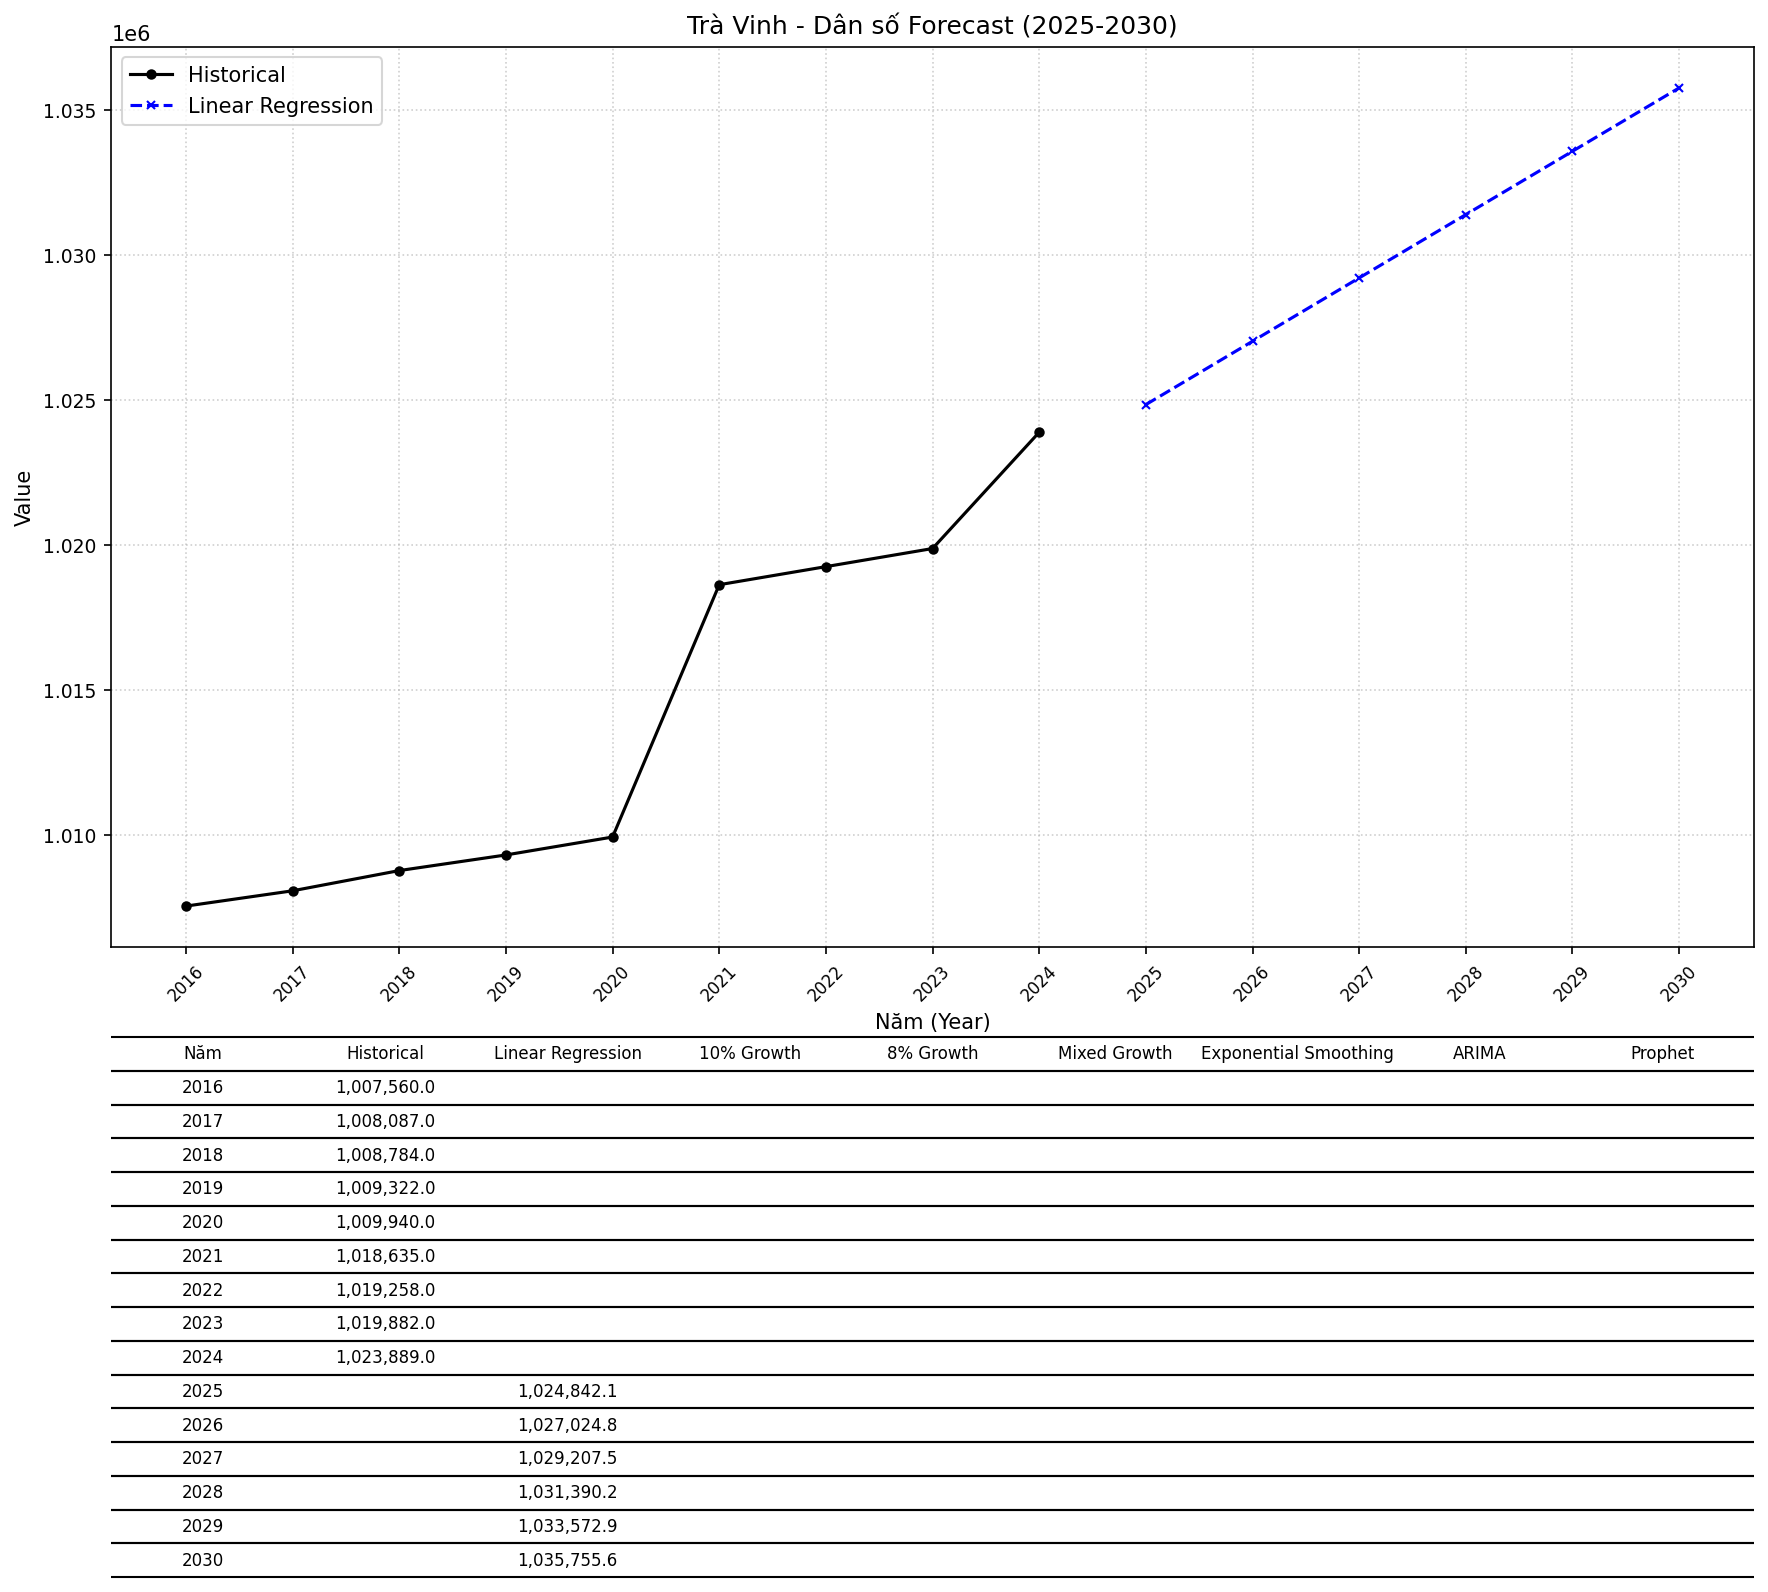 Trà Vinh - Dân số Forecast (2025-2030)
1e6
Historical
Linear Regression
1.035
1.030
1.025
1.020
1.015
1.010
Value
2016 2017 2018 2019 2020 2021 2022 2023 2024 2025 2026 2027 2028 2029 2030
Năm (Year)
Năm Historical Linear Regression 10% Growth 8% Growth Mixed Growth Exponential Smoothing ARIMA Prophet
2016 1,007,560.0
2017 1,008,087.0
2018 1,008,784.0
2019 1,009,322.0
2020 1,009,940.0
2021 1,018,635.0
2022 1,019,258.0
2023 1,019,882.0
2024 1,023,889.0
2025 1,024,842.1
2026 1,027,024.8
2027 1,029,207.5
2028 1,031,390.2
2029 1,033,572.9
2030 1,035,755.6